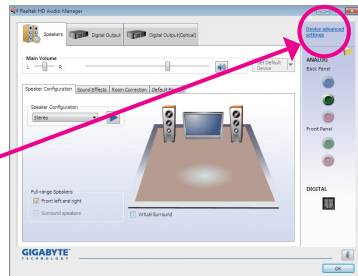 Realtek HD Audio Manager
Speakers
Digital Output
Digital Output(Optical)
Device advanced
settings
Main Volume
L
R
Set Default
Device
ANALOG
Back Panel
Speaker Configuration
Sound Effects
Room Correction
Default Format
Speaker Configuration
Stereo
Front Panel
Full-range Speakers
Front left and right
Surround speakers
Virtual Surround
DIGITAL
GIGABYTE
TECHNOLOGY
OK